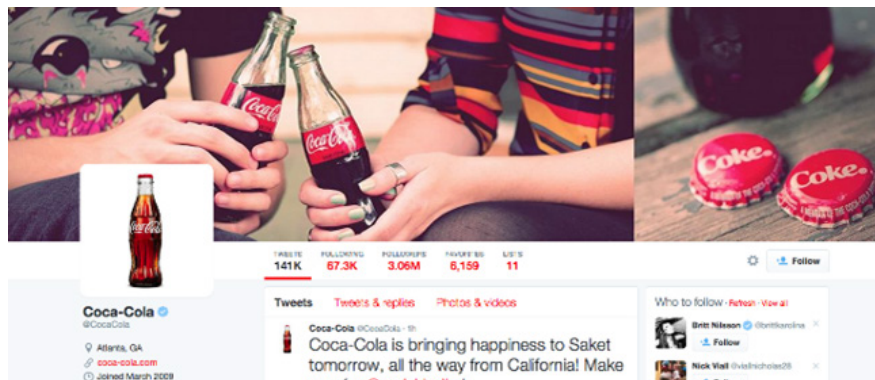 Coca-Cola
Coca-Cola
Coke.
Coke.
Coca-Cola
TWEETS FOLLOWING FOLLOWERS FAVORITES LISTS
141K 67.3K 3.06M 6,159 11
Follow
Coca-Cola
@CocaCola
Atlanta, GA
coca-cola.com
Joined March 2009
Tweets Tweets & replies Photos & videos
Coca-Cola @CocaCola · 1h
Coca-Cola is bringing happiness to Saket
tomorrow, all the way from California! Make
Who to follow · Refresh · View all
Britt Nilsson @brittkarolina
Follow
Nick Viall @viallnicholas28